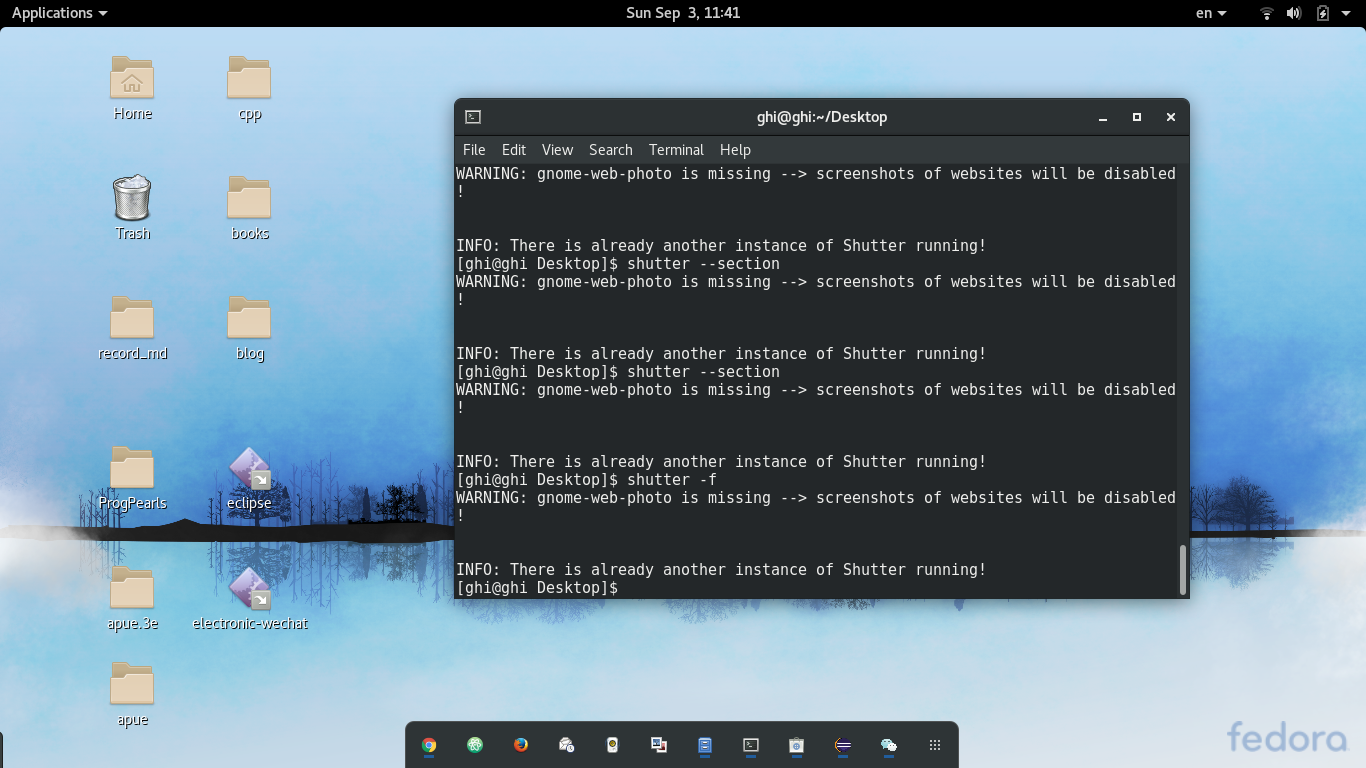 Applications
Sun Sep 3, 11:41
en
Home
cpp
Trash
books
record_md
blog
ProgPearls
eclipse
apue.3e
electronic-wechat
apue
ghi@ghi:~/Desktop
File Edit View Search Terminal Help
WARNING: gnome-web-photo is missing --> screenshots of websites will be disabled
!
INFO: There is already another instance of Shutter running!
[ghi@ghi Desktop]$ shutter --section
WARNING: gnome-web-photo is missing --> screenshots of websites will be disabled
!
INFO: There is already another instance of Shutter running!
[ghi@ghi Desktop]$ shutter --section
WARNING: gnome-web-photo is missing --> screenshots of websites will be disabled
!
INFO: There is already another instance of Shutter running!
[ghi@ghi Desktop]$ shutter -f
WARNING: gnome-web-photo is missing --> screenshots of websites will be disabled
!
INFO: There is already another instance of Shutter running!
[ghi@ghi Desktop]$
fedora